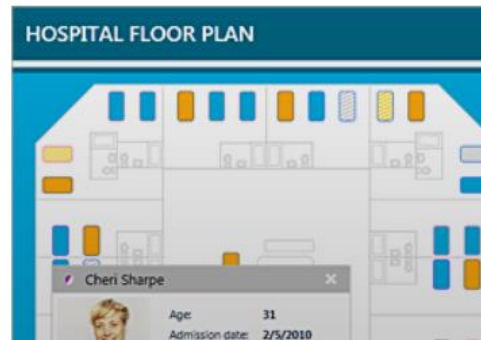 HOSPITAL FLOOR PLAN
Cheri Sharpe
Age: 31
Admission date: 2/5/2010